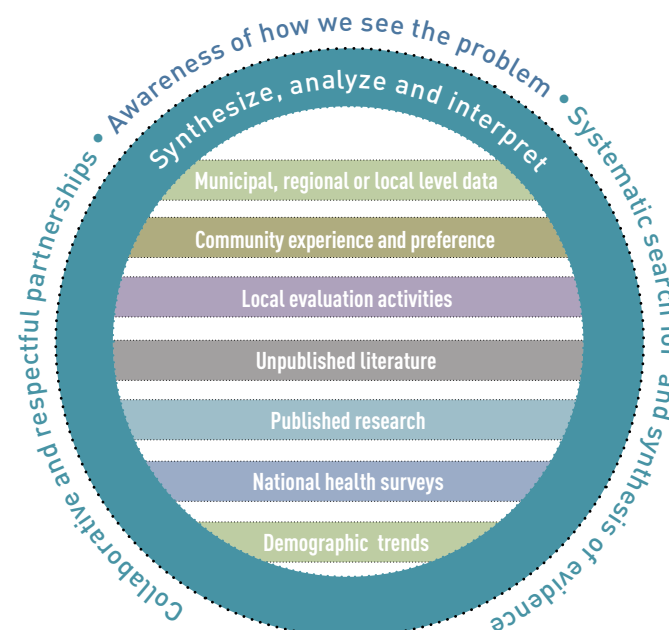 Collaborative and respectful partnerships • Awareness of how we see the problem • Systematic search for and synthesis of evidence
Synthesize, analyze and interpret
Municipal, regional or local level data
Community experience and preference
Local evaluation activities
Unpublished literature
Published research
National health surveys
Demographic trends